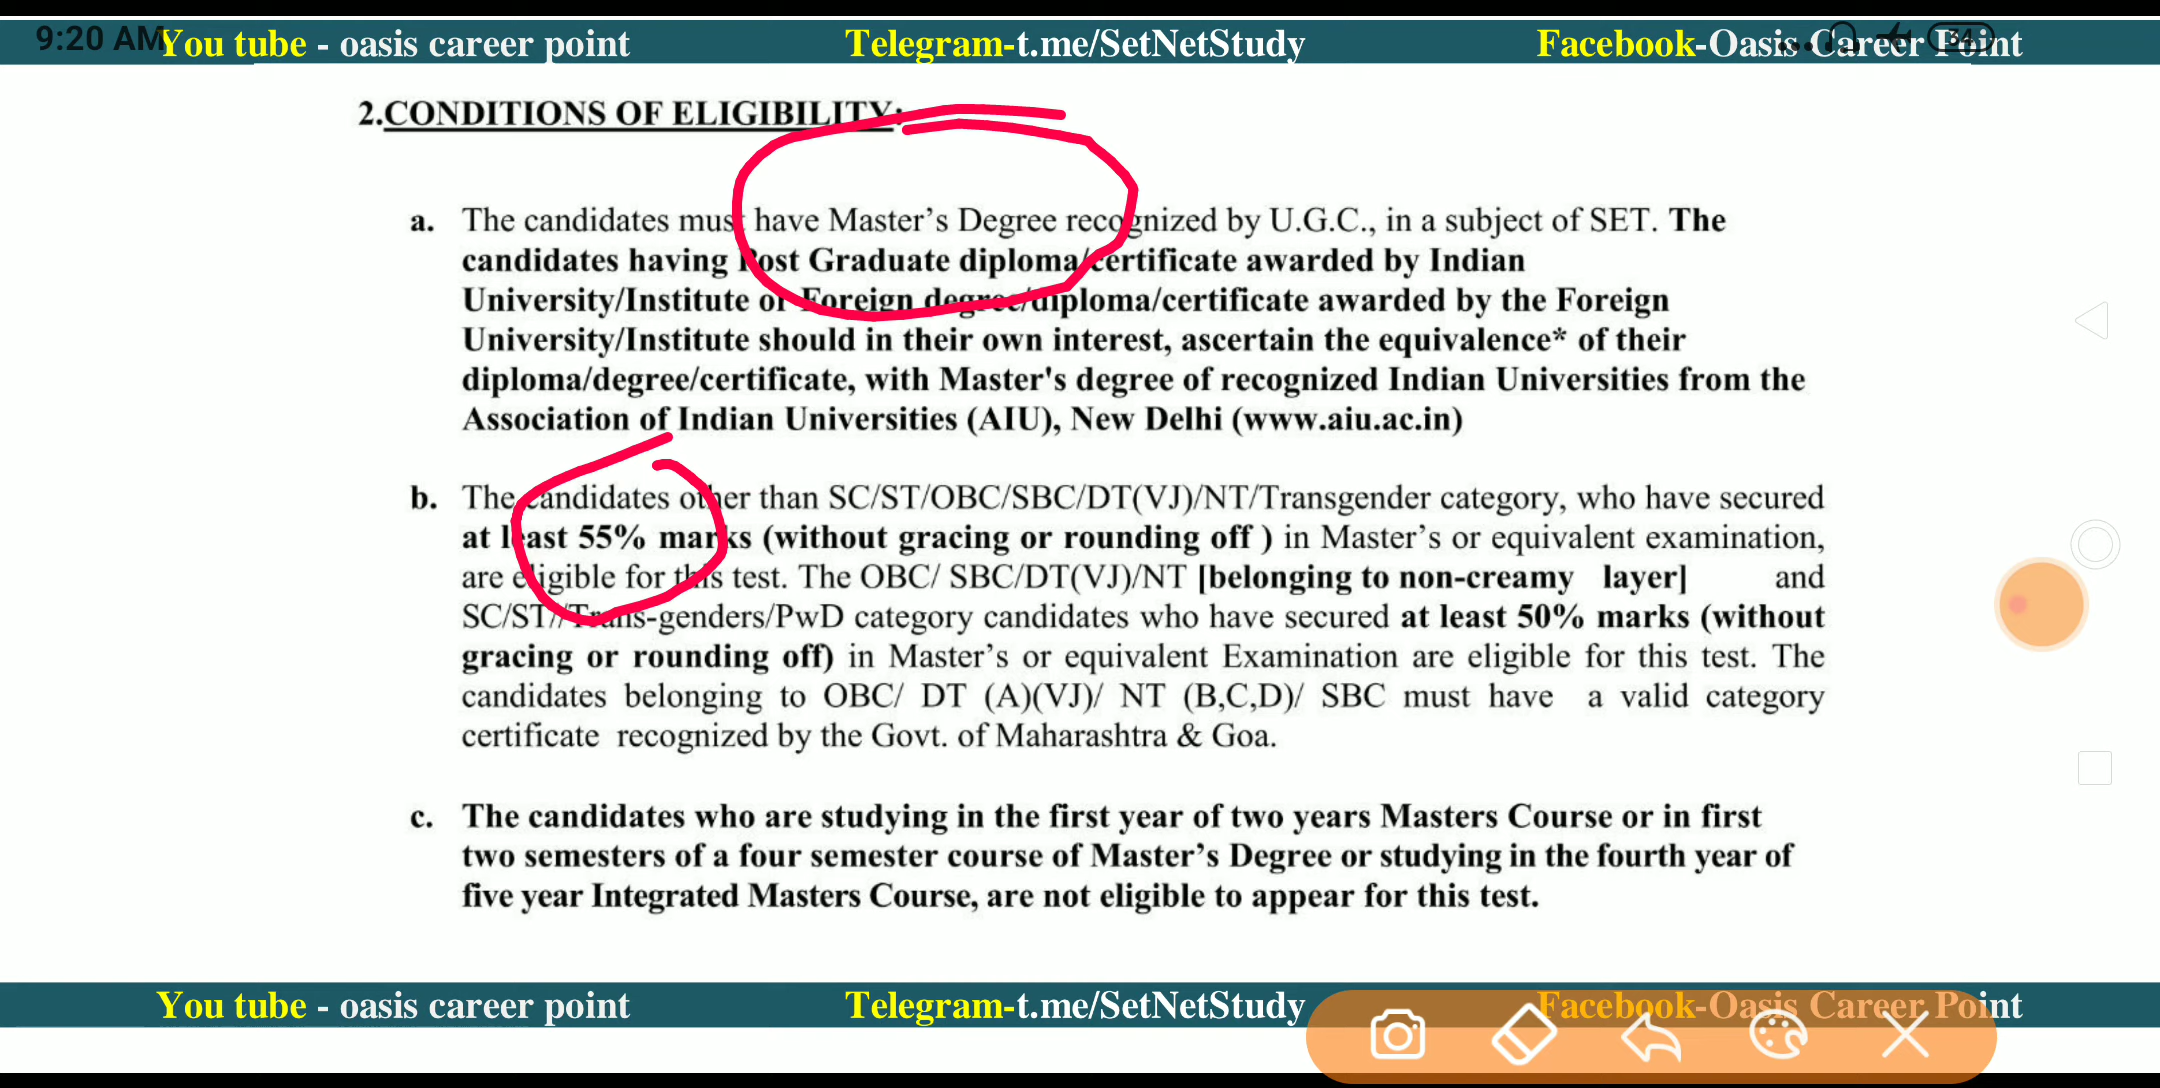 9:20 AM
You tube - oasis career point Telegram-t.me/SetNetStudy Facebook-Oasis Career Point
34
2.CONDITIONS OF ELIGIBILITY:
a. The candidates must have Master’s Degree recognized by U.G.C., in a subject of SET. The
candidates having Post Graduate diploma/certificate awarded by Indian
University/Institute or Foreign degree/diploma/certificate awarded by the Foreign
University/Institute should in their own interest, ascertain the equivalence* of their
diploma/degree/certificate, with Master's degree of recognized Indian Universities from the
Association of Indian Universities (AIU), New Delhi (www.aiu.ac.in)
b. The candidates other than SC/ST/OBC/SBC/DT(VJ)/NT/Transgender category, who have secured
at least 55% marks (without gracing or rounding off ) in Master’s or equivalent examination,
are eligible for this test. The OBC/ SBC/DT(VJ)/NT [belonging to non-creamy layer] and
SC/ST//Trans-genders/PwD category candidates who have secured at least 50% marks (without
gracing or rounding off) in Master’s or equivalent Examination are eligible for this test. The
candidates belonging to OBC/ DT (A)(VJ)/ NT (B,C,D)/ SBC must have a valid category
certificate recognized by the Govt. of Maharashtra & Goa.
c. The candidates who are studying in the first year of two years Masters Course or in first
two semesters of a four semester course of Master’s Degree or studying in the fourth year of
five year Integrated Masters Course, are not eligible to appear for this test.
You tube - oasis career point Telegram-t.me/SetNetStudy Facebook-Oasis Career Point